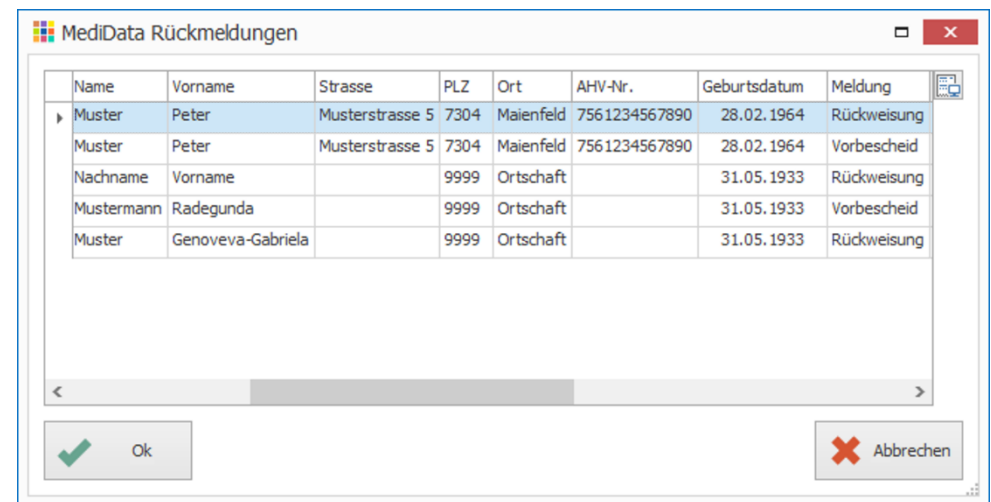 MediData Rückmeldungen
Name Vorname Strasse PLZ Ort AHV-Nr. Geburtsdatum Meldung
Muster Peter Musterstrasse 5 7304 Maienfeld 7561234567890 28.02.1964 Rückweisung
Muster Peter Musterstrasse 5 7304 Maienfeld 7561234567890 28.02.1964 Vorbescheid
Nachname Vorname 9999 Ortschaft 31.05.1933 Rückweisung
Mustermann Radegunda 9999 Ortschaft 31.05.1933 Vorbescheid
Muster Genoveva-Gabriela 9999 Ortschaft 31.05.1933 Rückweisung
Ok Abbrechen